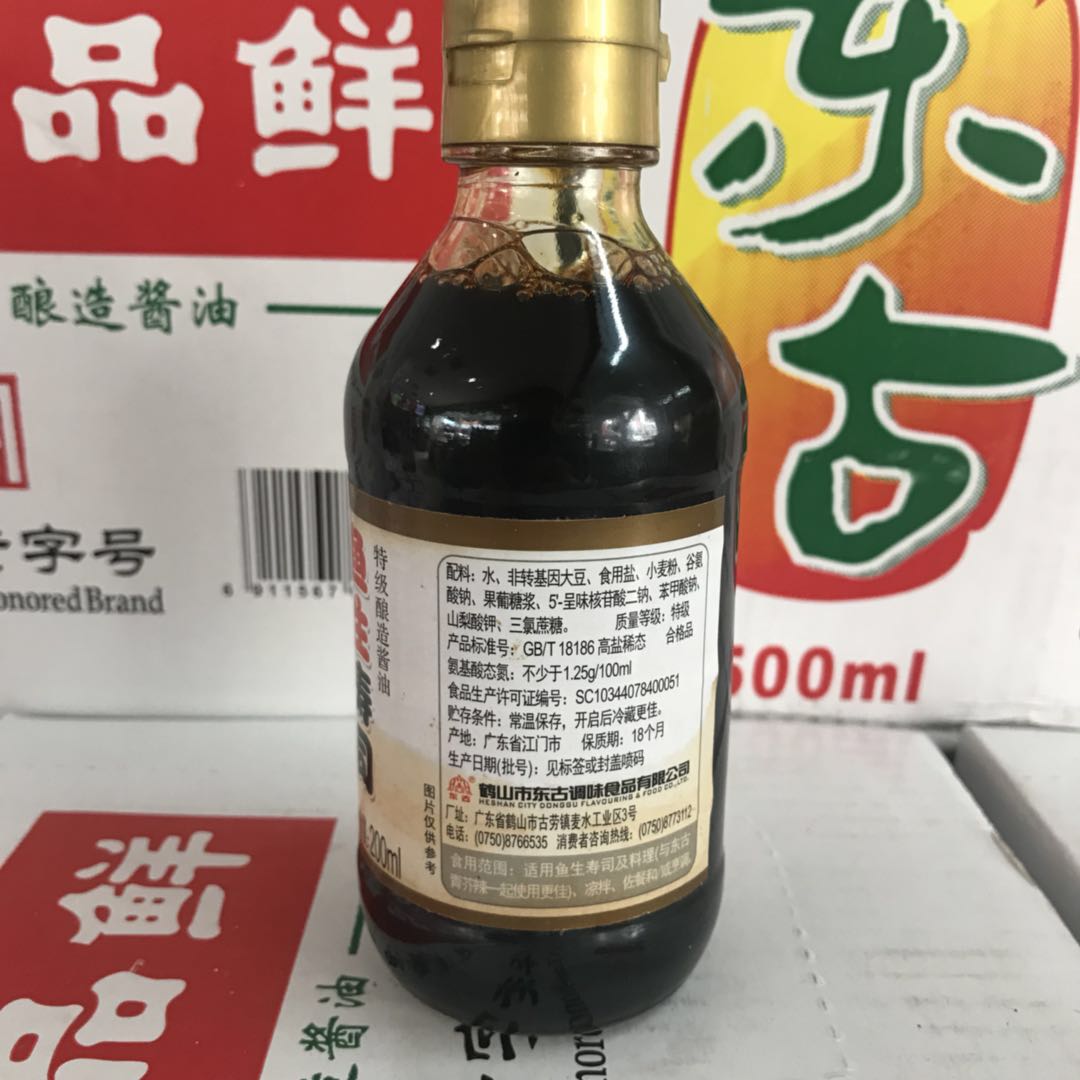 品鲜
酿造酱油
东古
字号
onored Brand
6 911567
500ml
特级酿造酱油
配料：水、非转基因大豆、食用盐、小麦粉、谷氨
酸钠、果葡糖浆、5'-呈味核苷酸二钠、苯甲酸钠、
山梨酸钾、三氯蔗糖。 质量等级：特级
产品标准号：GB/T 18186 高盐稀态 合格品
氨基酸态氮：不少于1.25g/100ml
食品生产许可证编号：SC10344078400051
贮存条件：常温保存，开启后冷藏更佳。
产地：广东省江门市 保质期：18个月
生产日期(批号)：见标签或封盖喷码
东古
鹤山市东古调味食品有限公司
HESHAN CITY DONGGU FLAVOURING & FOOD CO.,LTD.
厂址：广东省鹤山市古劳镇麦水工业区3号
电话：(0750)8766535 消费者咨询热线：(0750)8773112
食用范围：适用鱼生寿司及料理(与东古
青芥辣一起使用更佳)、凉拌、佐餐和/或烹调。
图片仅供参考
200ml
品鲜
酱油